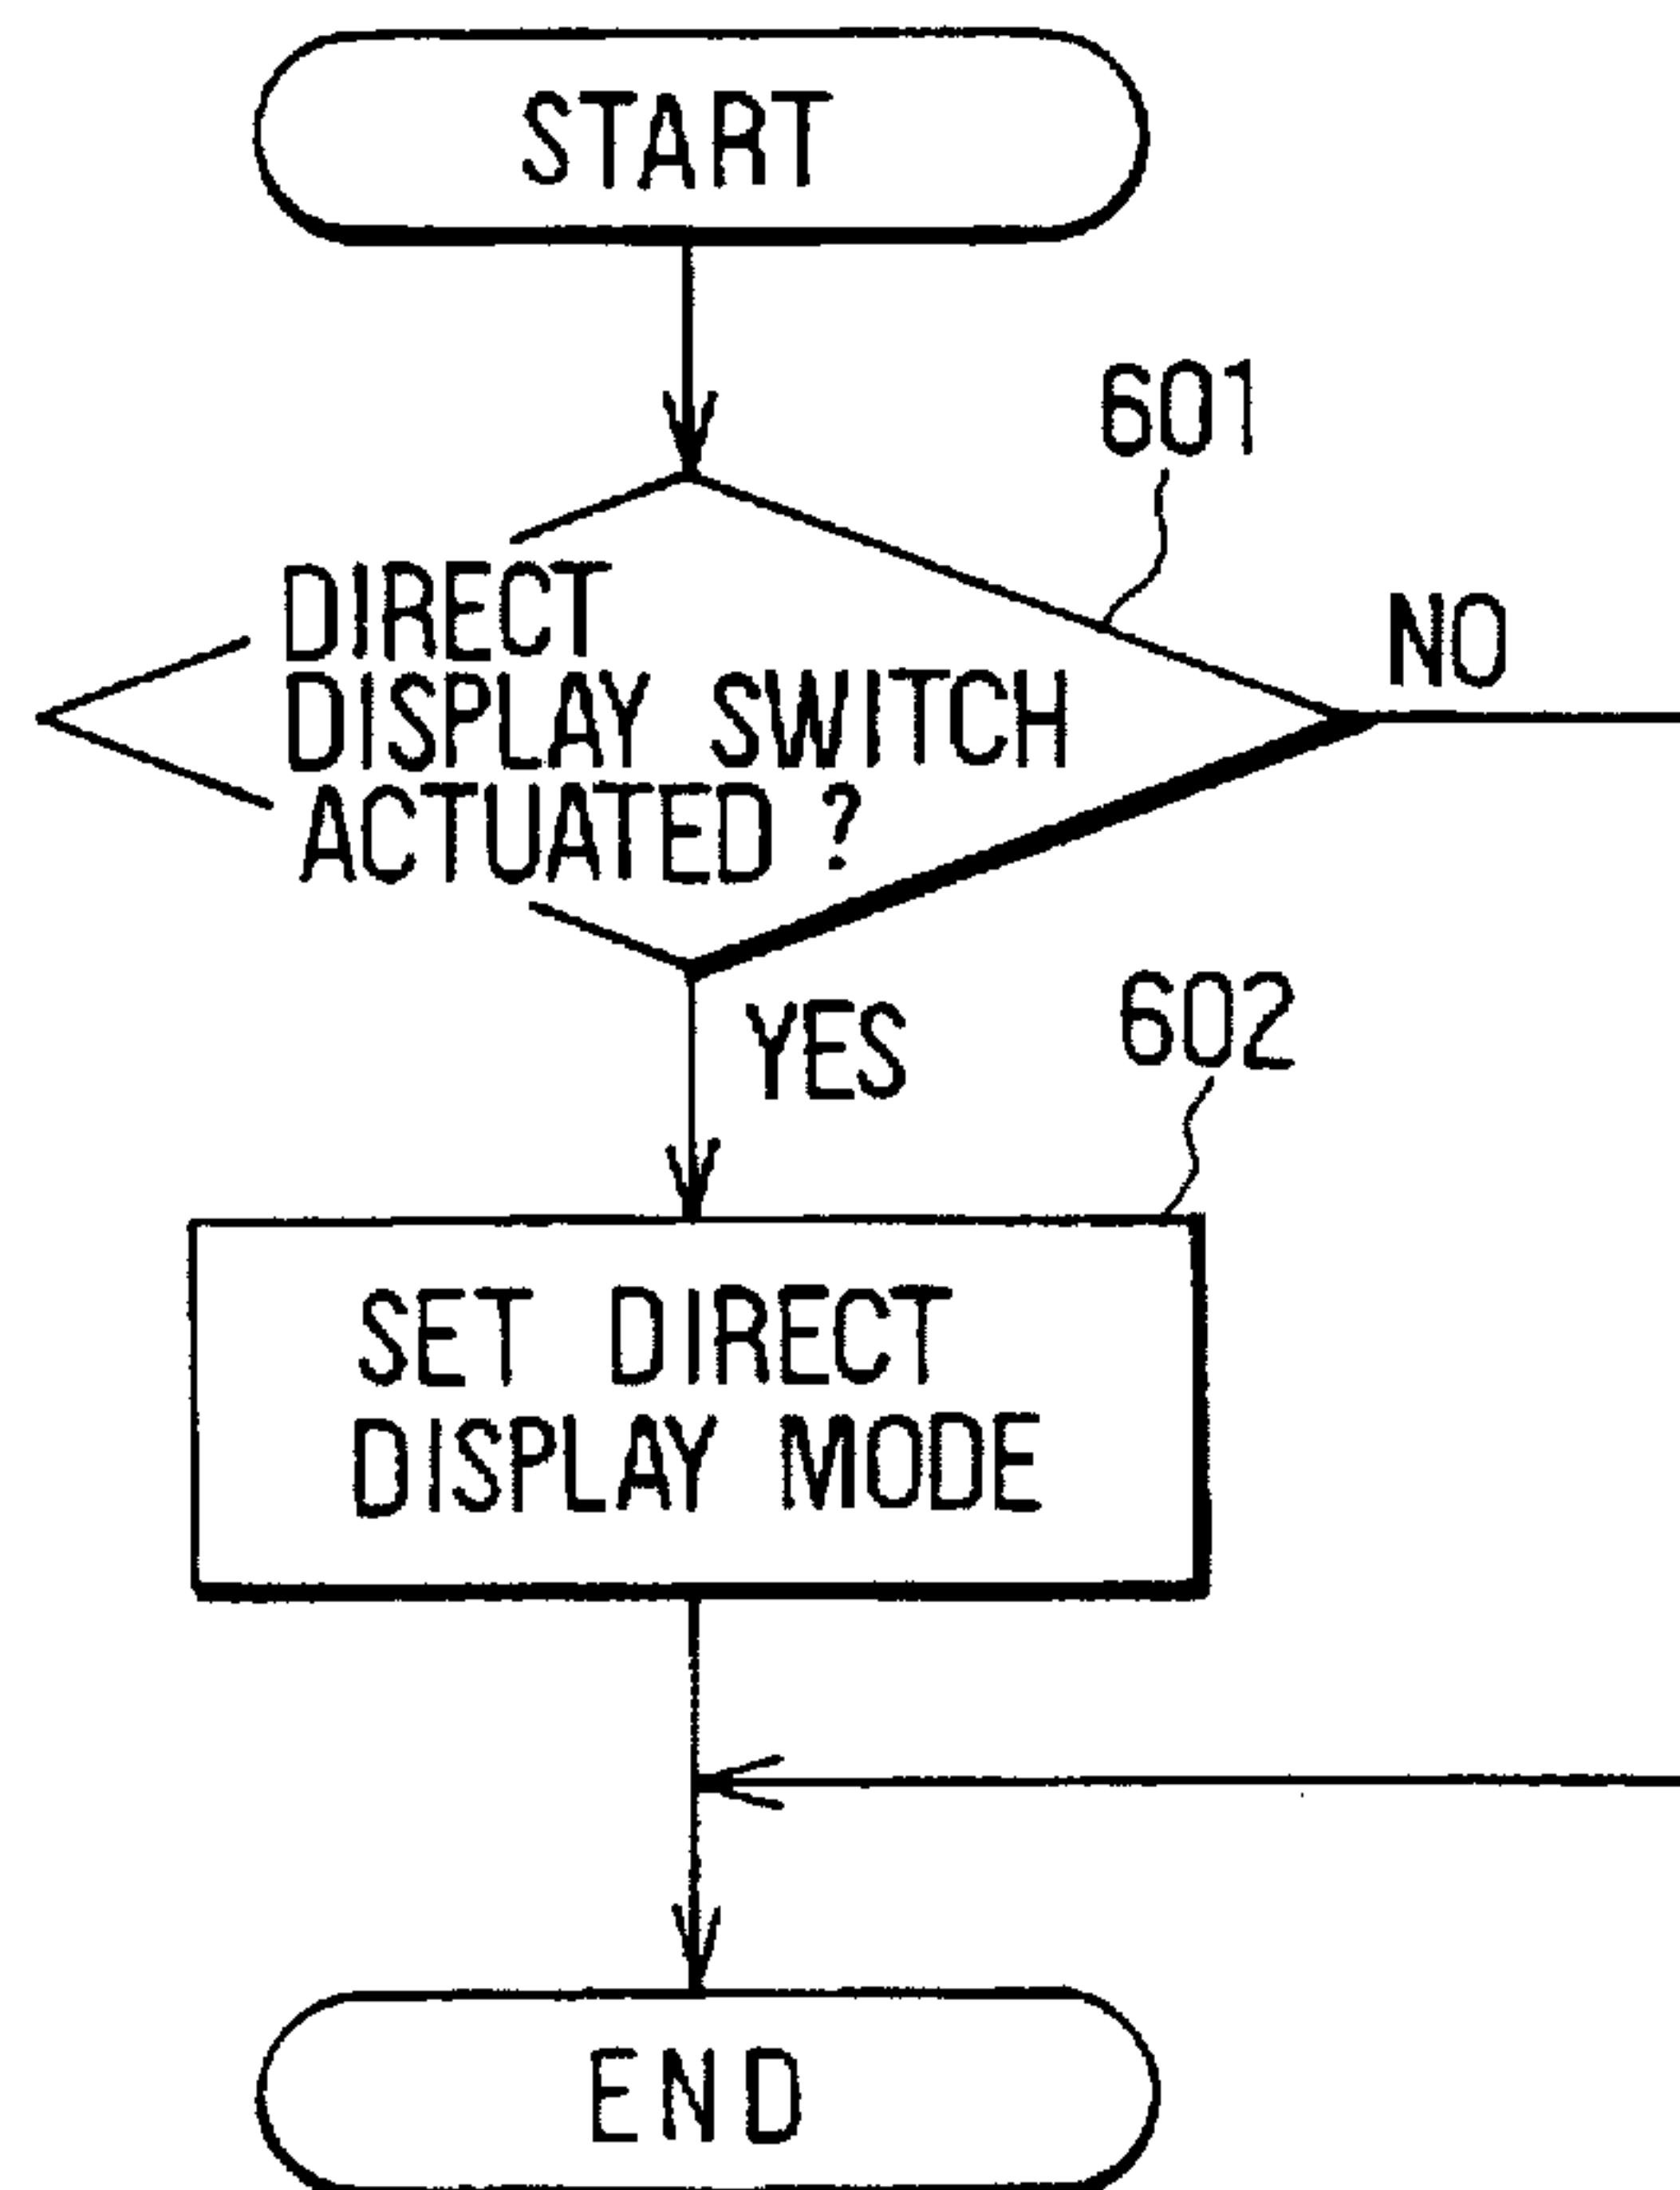 START
601
DIRECT
DISPLAY SWITCH
ACTUATED ?
NO
YES
602
SET DIRECT
DISPLAY MODE
END